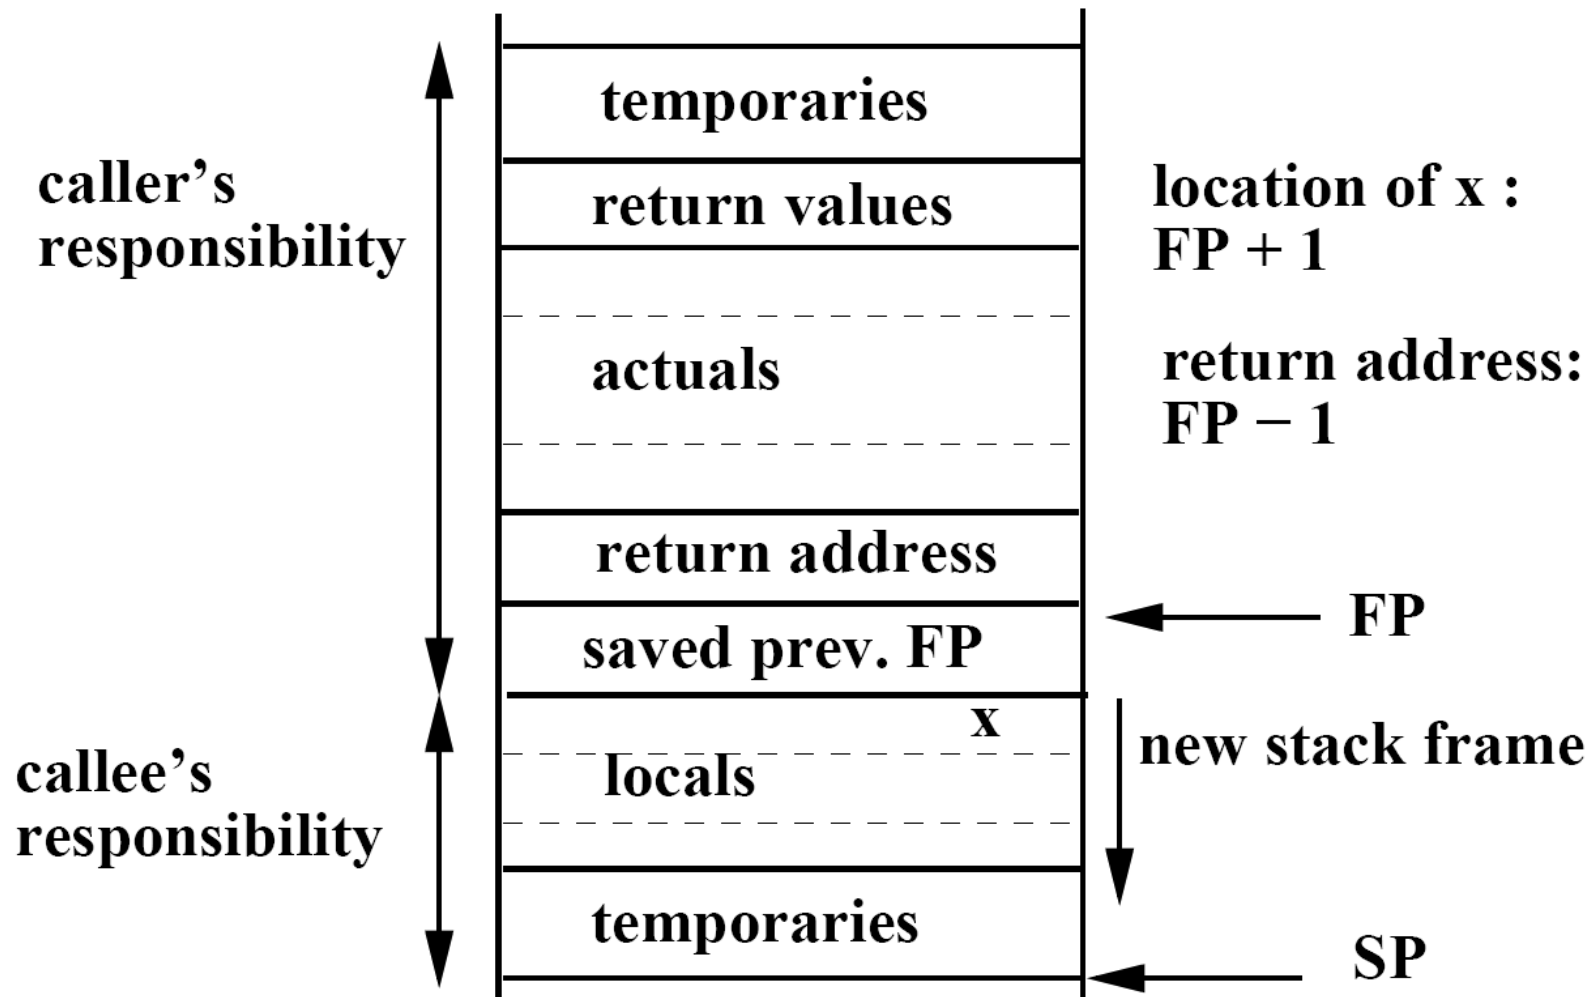 temporaries
caller’s
responsibility
return values
location of x :
FP + 1
actuals
return address:
FP − 1
return address
saved prev. FP
FP
x
locals
new stack frame
callee’s
responsibility
temporaries
SP